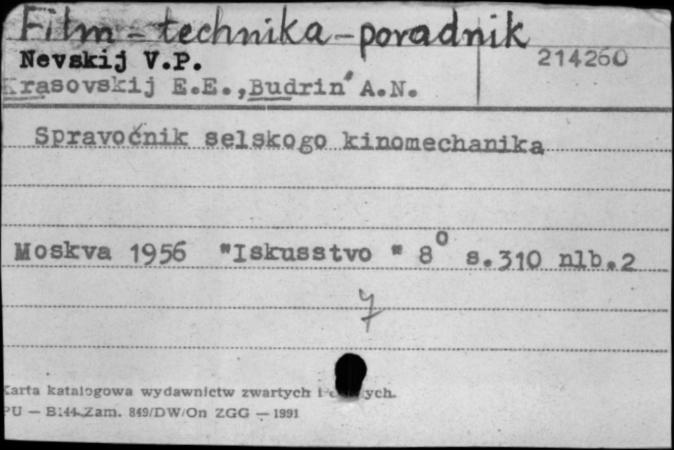 Film - technika - poradnik
Nevskij V.P.
214260
Krasovskij E.E., Budrin A.N.
Spravočnik selskogo kinomechanika
Moskva 1956 "Iskusstvo " 8⁰ s.310 nlb.2
Karta katalogowa wydawnictw zwartych i
PU — B.144.Zam. 849/DW/On ZGG — 1991